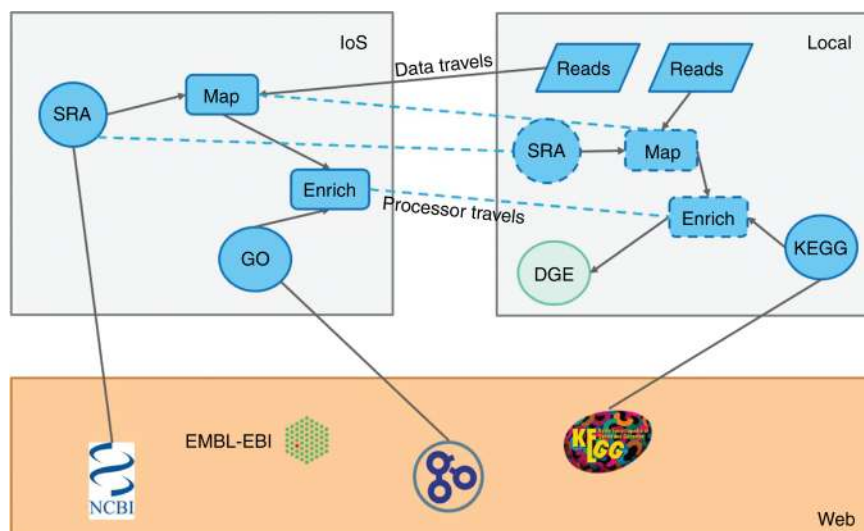 IoS
Local
Data travels
Reads
Reads
SRA
Map
SRA
Map
Enrich
Processor travels
Enrich
GO
DGE
KEGG
EMBL-EBI
NCBI
KEGG
Web